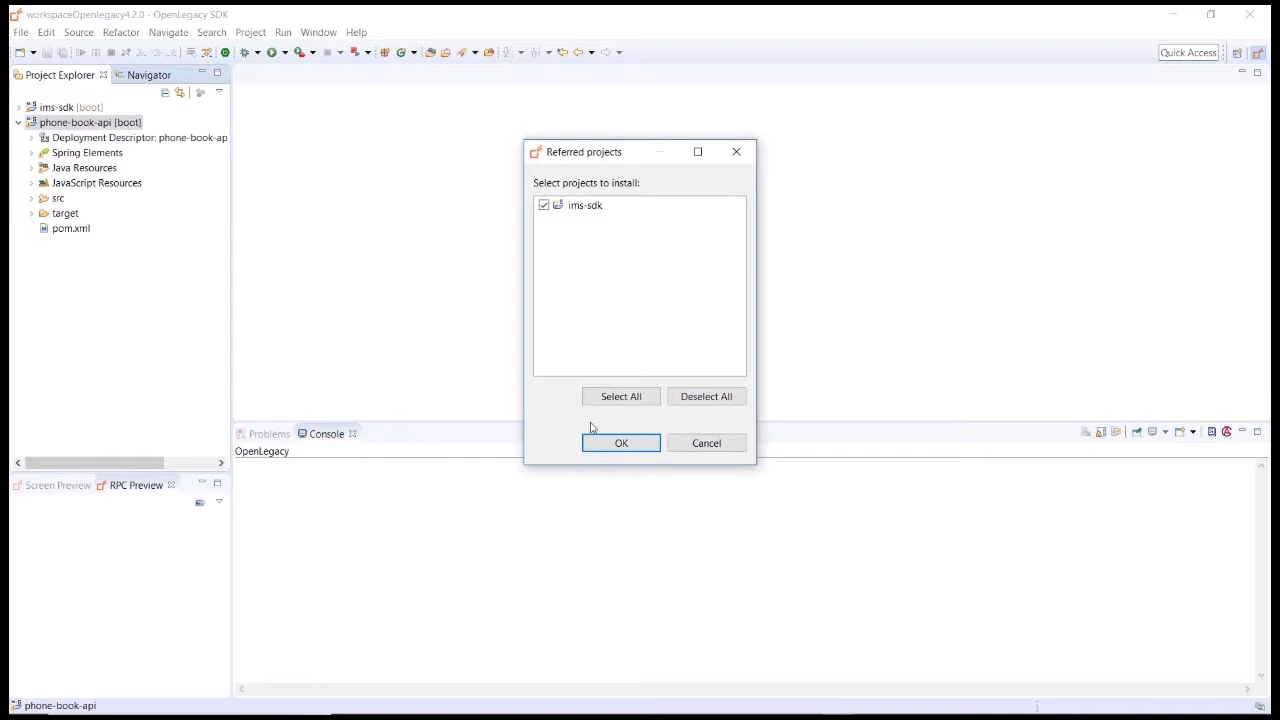 workspaceOpenlegacy4.2.0 - OpenLegacy SDK
File Edit Source Refactor Navigate Search Project Run Window Help
Quick Access
Project Explorer Navigator
ims-sdk [boot]
phone-book-api [boot]
Deployment Descriptor: phone-book-ap
Spring Elements
Java Resources
JavaScript Resources
src
target
pom.xml
Referred projects
Select projects to install:
ims-sdk
Select All Deselect All
OK Cancel
Problems Console
OpenLegacy
Screen Preview RPC Preview
phone-book-api